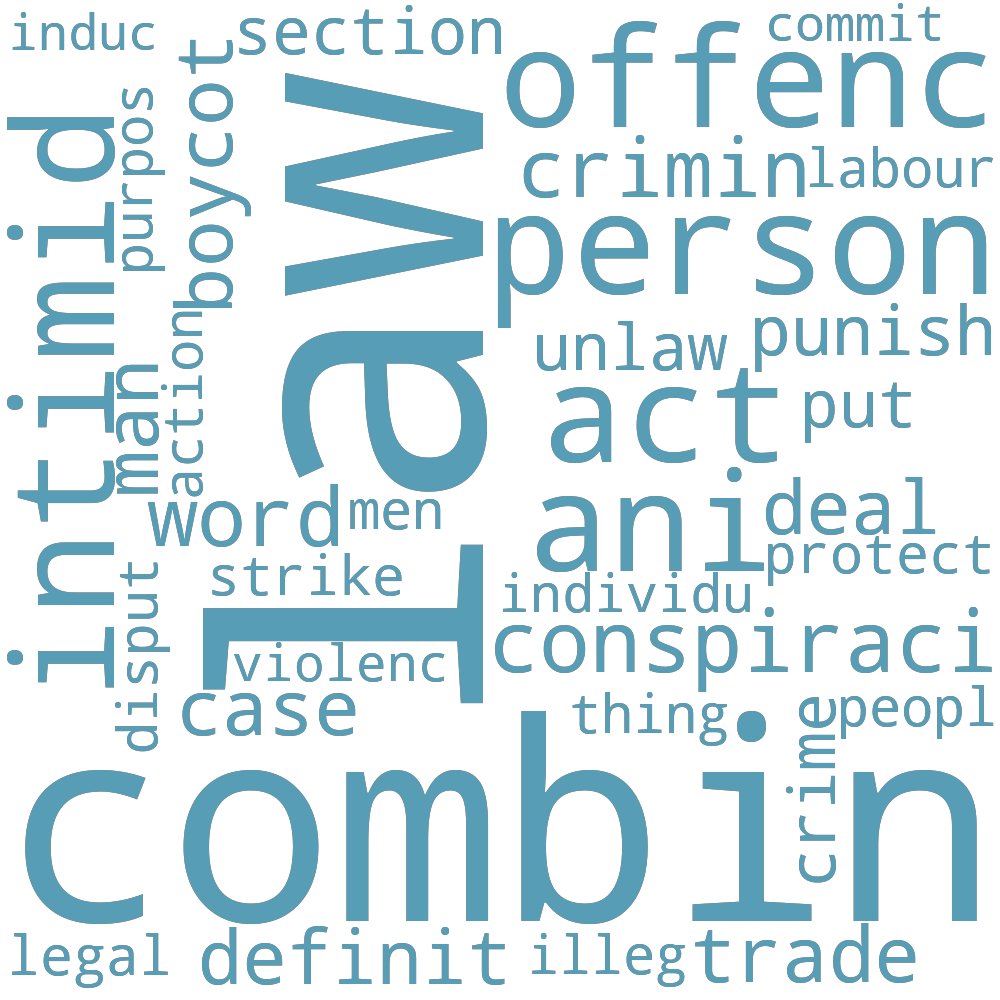 induc
section
commit
offenc
boycot
purpos
intimid
law
crimin
labour
person
unlaw
punish
man
action
act
put
word
men
ani
deal
protect
strike
individu
conspiraci
disput
violenc
case
thing
crime
peopl
combin
legal
definit
illeg
trade